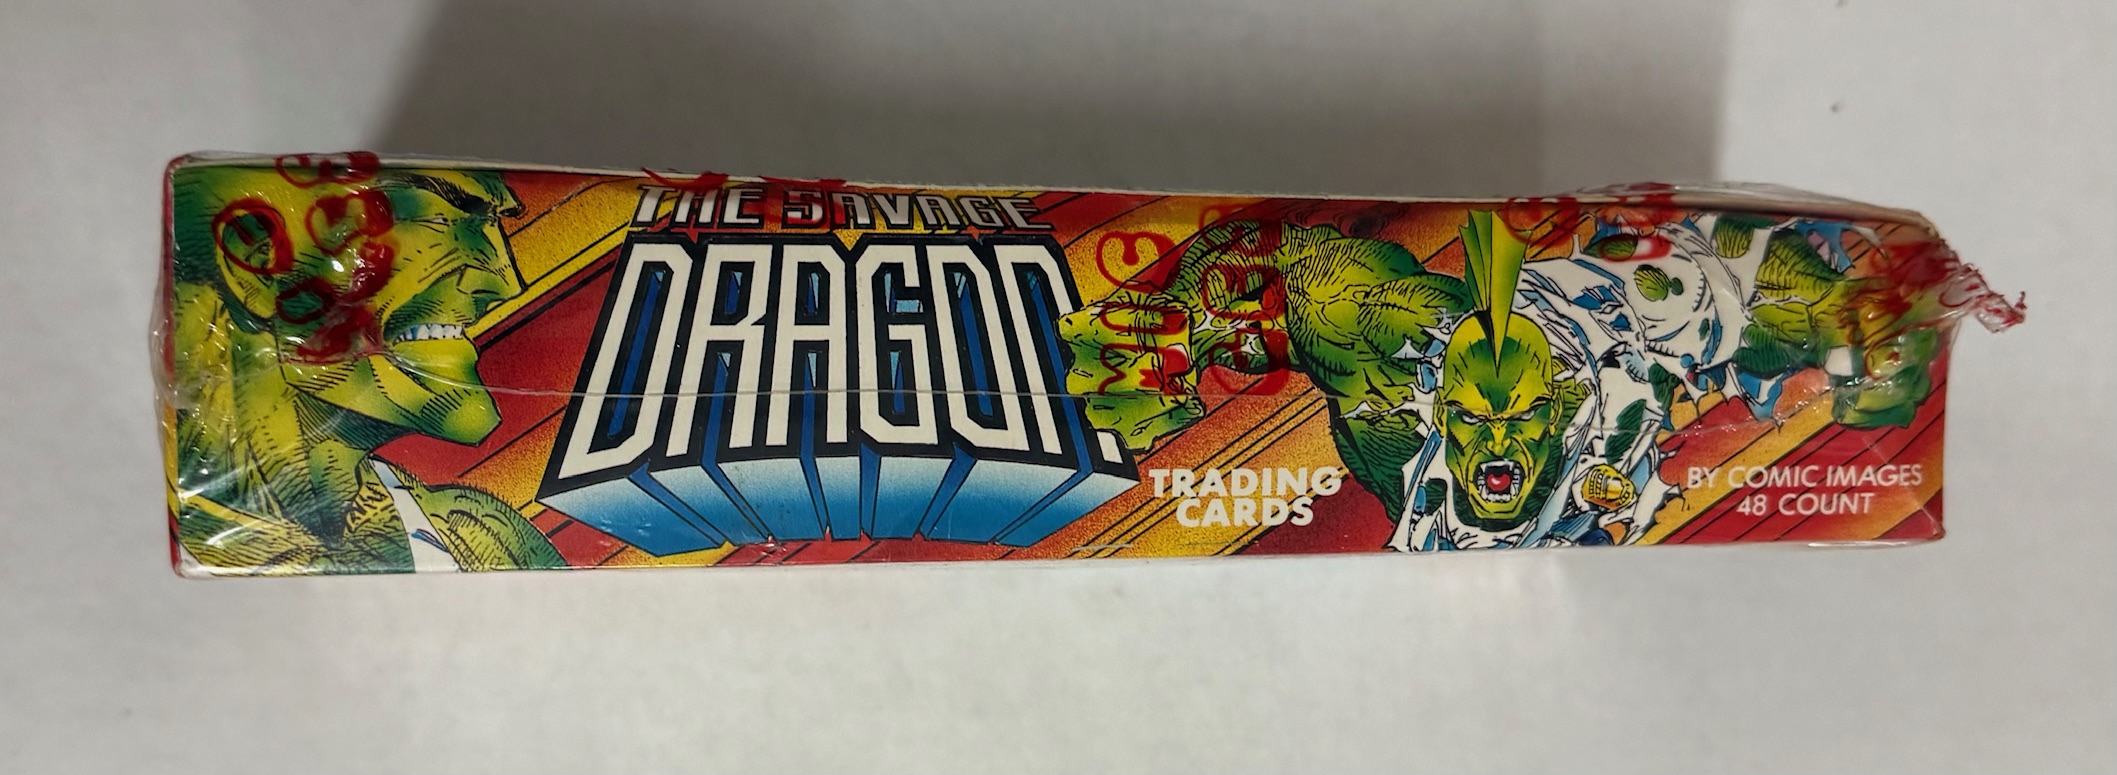 THE SAVAGE
DRAGON
TRADING
CARDS
BY COMIC IMAGES
48 COUNT